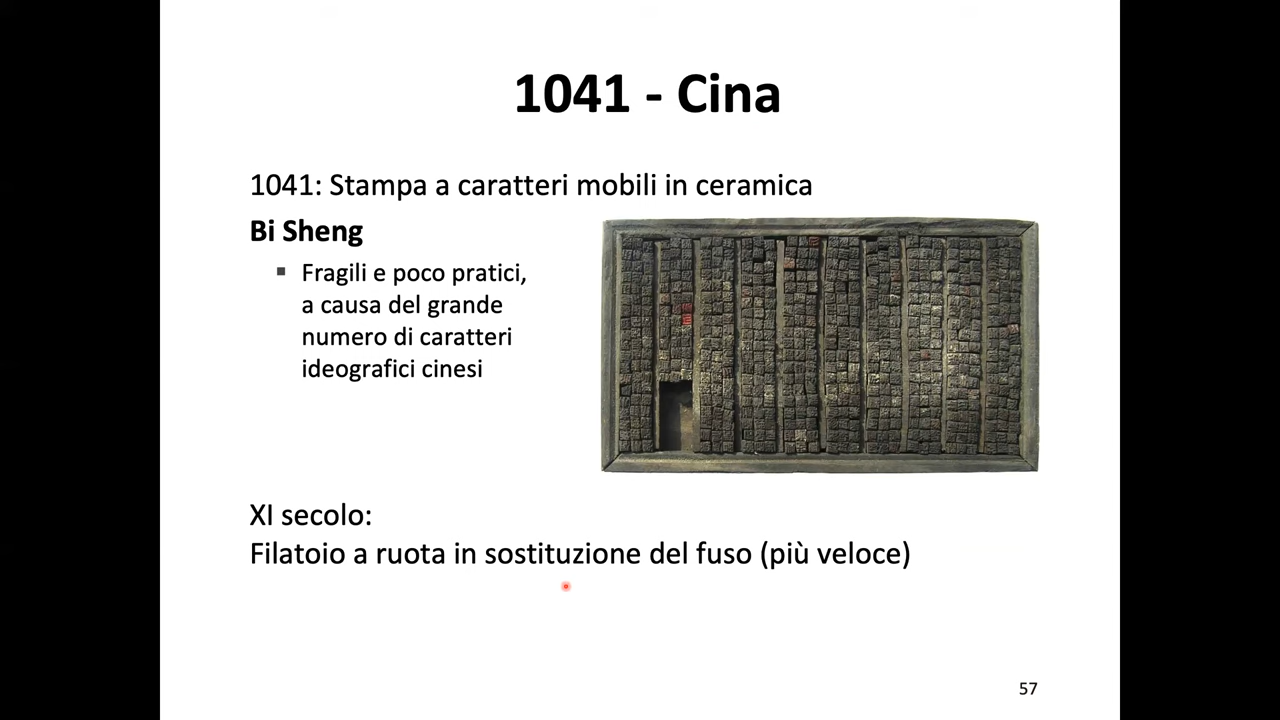 1041 - Cina
1041: Stampa a caratteri mobili in ceramica
Bi Sheng
▪ Fragili e poco pratici,
a causa del grande
numero di caratteri
ideografici cinesi
XI secolo:
Filatoio a ruota in sostituzione del fuso (più veloce)
57